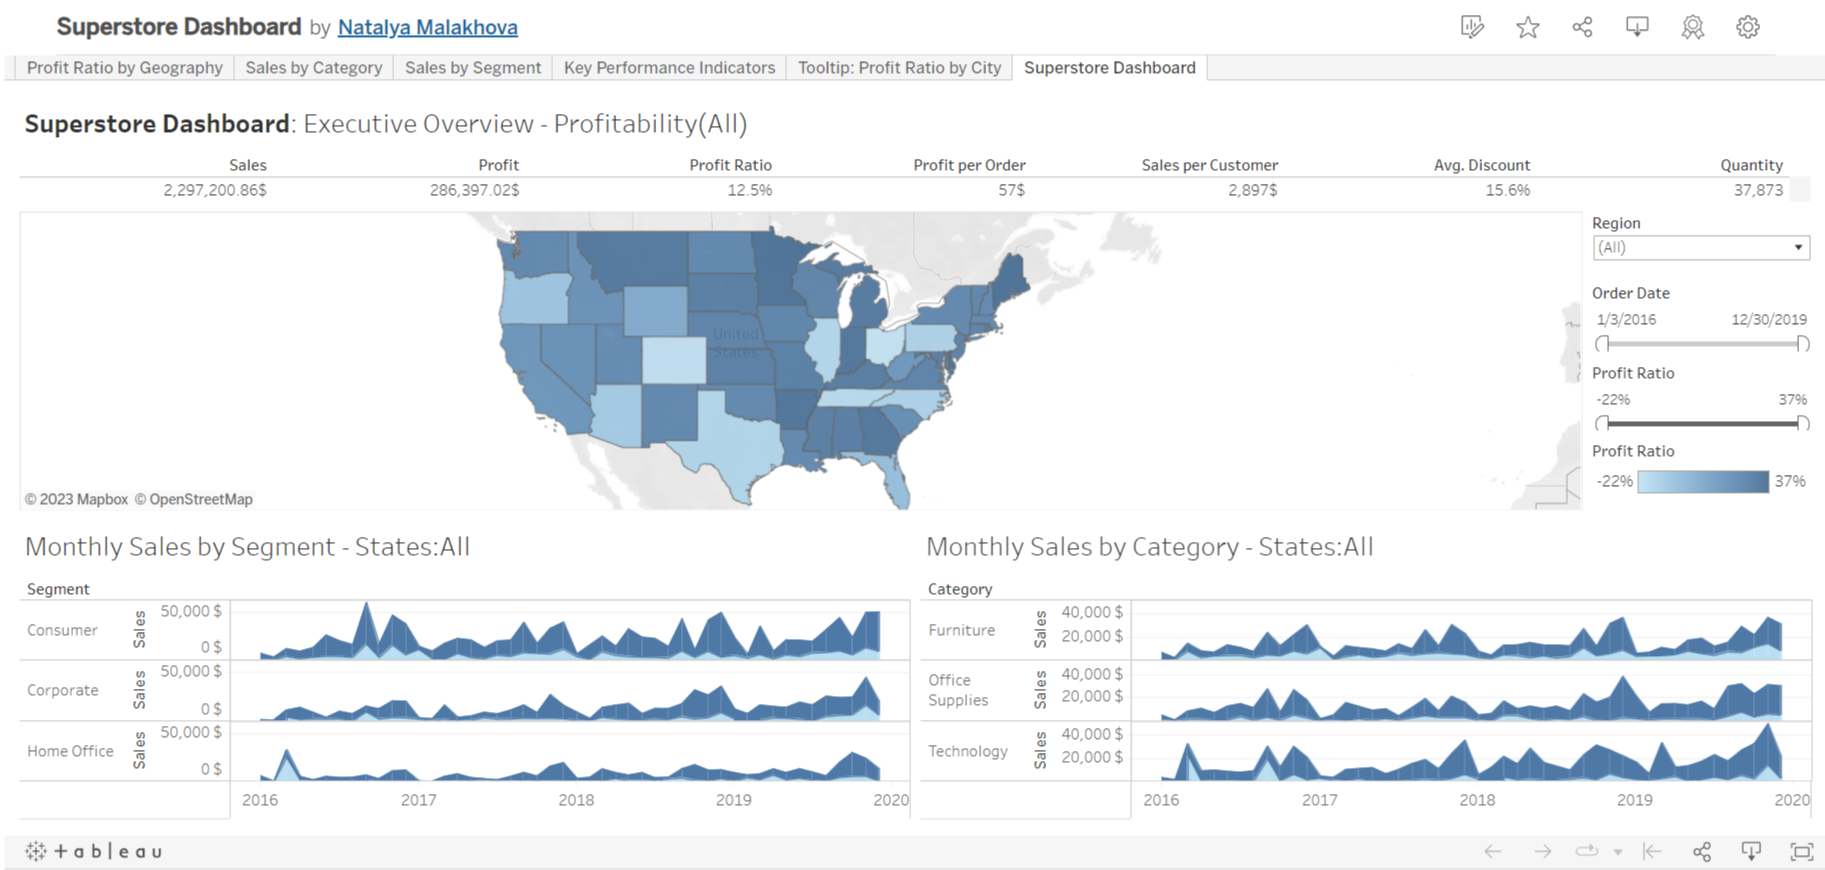 Superstore Dashboard by Natalya Malakhova
Profit Ratio by Geography Sales by Category Sales by Segment Key Performance Indicators Tooltip: Profit Ratio by City Superstore Dashboard
Superstore Dashboard: Executive Overview - Profitability(All)
Sales Profit Profit Ratio Profit per Order Sales per Customer Avg. Discount Quantity
2,297,200.86$ 286,397.02$ 12.5% 57$ 2,897$ 15.6% 37,873
Region
(All)
Order Date
1/3/2016 12/30/2019
Profit Ratio
-22% 37%
Profit Ratio
-22% 37%
United
States
© 2023 Mapbox © OpenStreetMap
Monthly Sales by Segment - States:All
Segment
Consumer Sales 50,000 $ 0 $
Corporate Sales 50,000 $ 0 $
Home Office Sales 50,000 $ 0 $
2016 2017 2018 2019 2020
Monthly Sales by Category - States:All
Category
Furniture Sales 40,000 $ 20,000 $
Office
Supplies Sales 40,000 $ 20,000 $
Technology Sales 40,000 $ 20,000 $
2016 2017 2018 2019 2020
+ableau